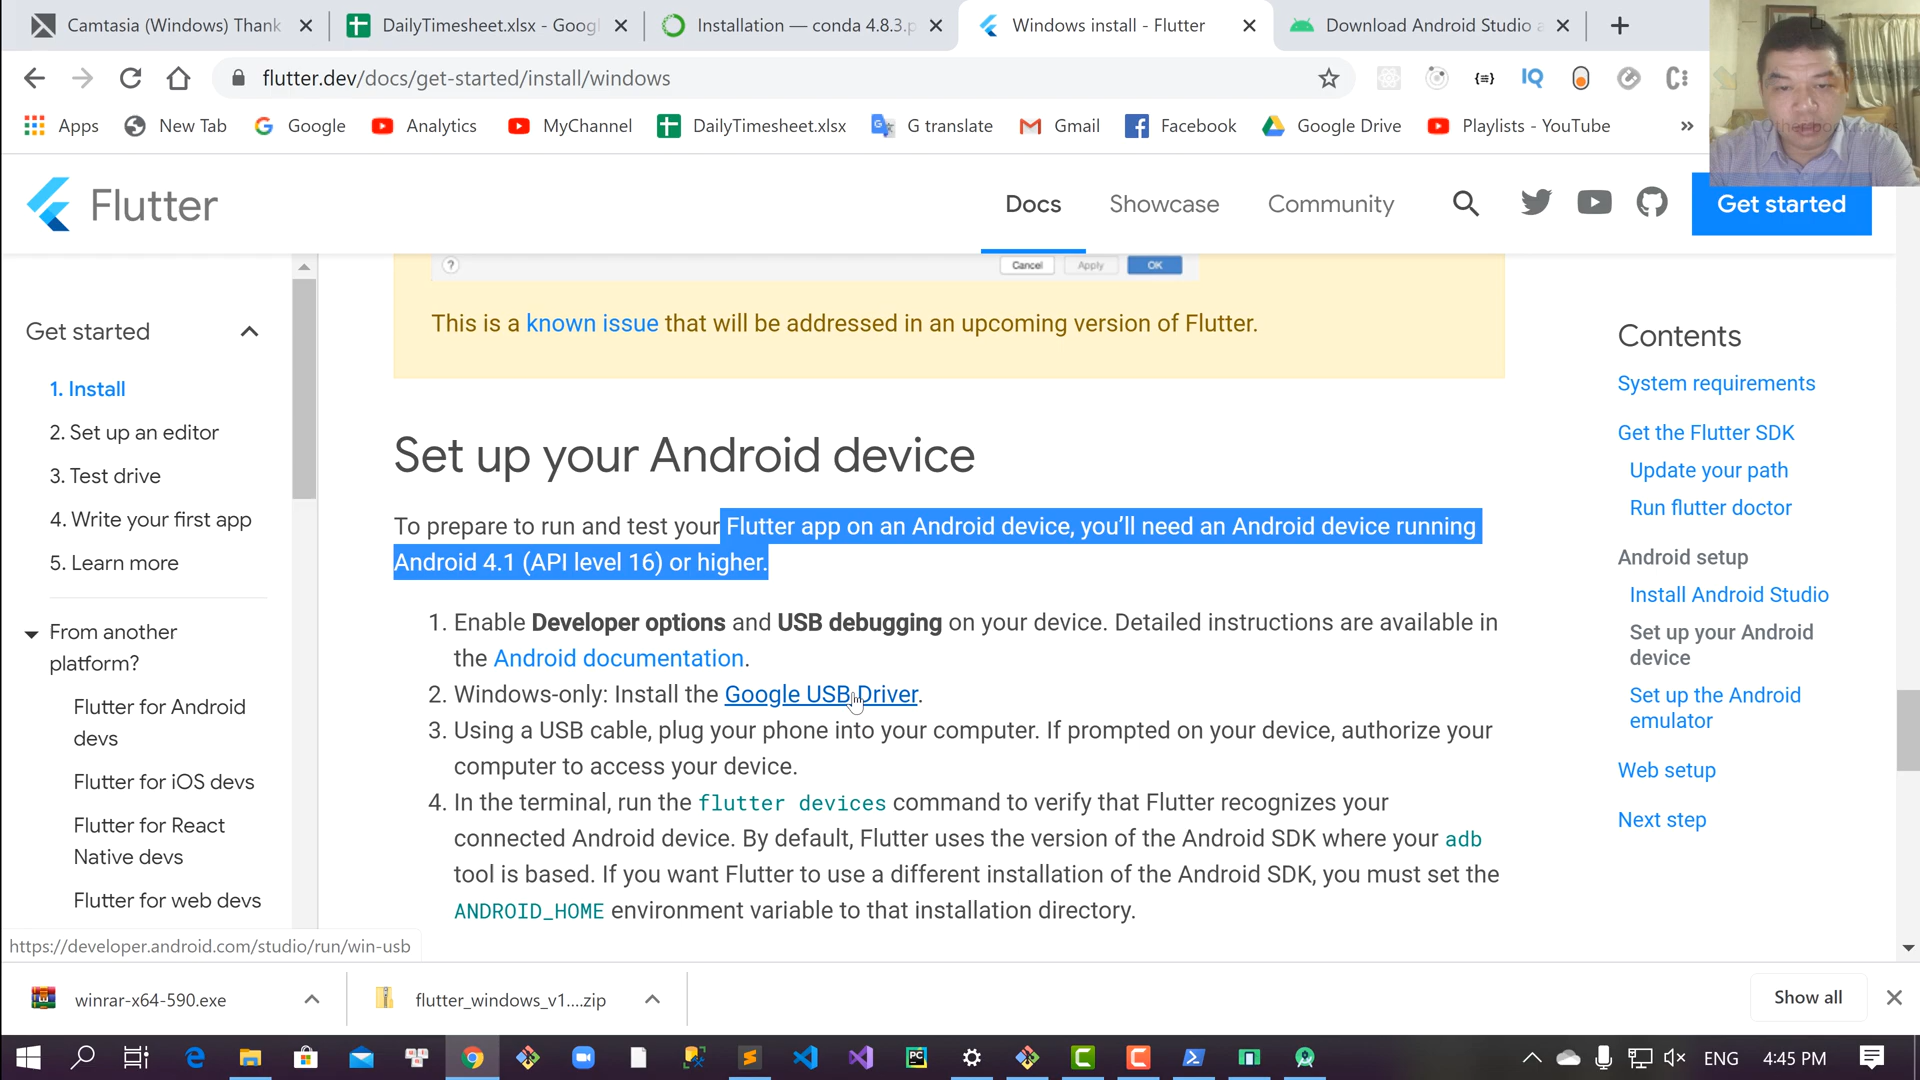 Camtasia (Windows) Thank
DailyTimesheet.xlsx - Goog
Installation — conda 4.8.3.p
Windows install - Flutter
Download Android Studio a
flutter.dev/docs/get-started/install/windows
Apps
New Tab
Google
Analytics
MyChannel
DailyTimesheet.xlsx
G translate
Gmail
Facebook
Google Drive
Playlists - YouTube
Flutter
Docs
Showcase
Community
Get started
Get started
1. Install
2. Set up an editor
3. Test drive
4. Write your first app
5. Learn more
From another
platform?
Flutter for Android
devs
Flutter for iOS devs
Flutter for React
Native devs
Flutter for web devs
Cancel
Apply
OK
This is a known issue that will be addressed in an upcoming version of Flutter.
Set up your Android device
To prepare to run and test your Flutter app on an Android device, you’ll need an Android device running
Android 4.1 (API level 16) or higher.
1. Enable Developer options and USB debugging on your device. Detailed instructions are available in
the Android documentation.
2. Windows-only: Install the Google USB Driver.
3. Using a USB cable, plug your phone into your computer. If prompted on your device, authorize your
computer to access your device.
4. In the terminal, run the flutter devices command to verify that Flutter recognizes your
connected Android device. By default, Flutter uses the version of the Android SDK where your adb
tool is based. If you want Flutter to use a different installation of the Android SDK, you must set the
ANDROID_HOME environment variable to that installation directory.
Contents
System requirements
Get the Flutter SDK
Update your path
Run flutter doctor
Android setup
Install Android Studio
Set up your Android
device
Set up the Android
emulator
Web setup
Next step
https://developer.android.com/studio/run/win-usb
winrar-x64-590.exe
flutter_windows_v1....zip
Show all
ENG
4:45 PM